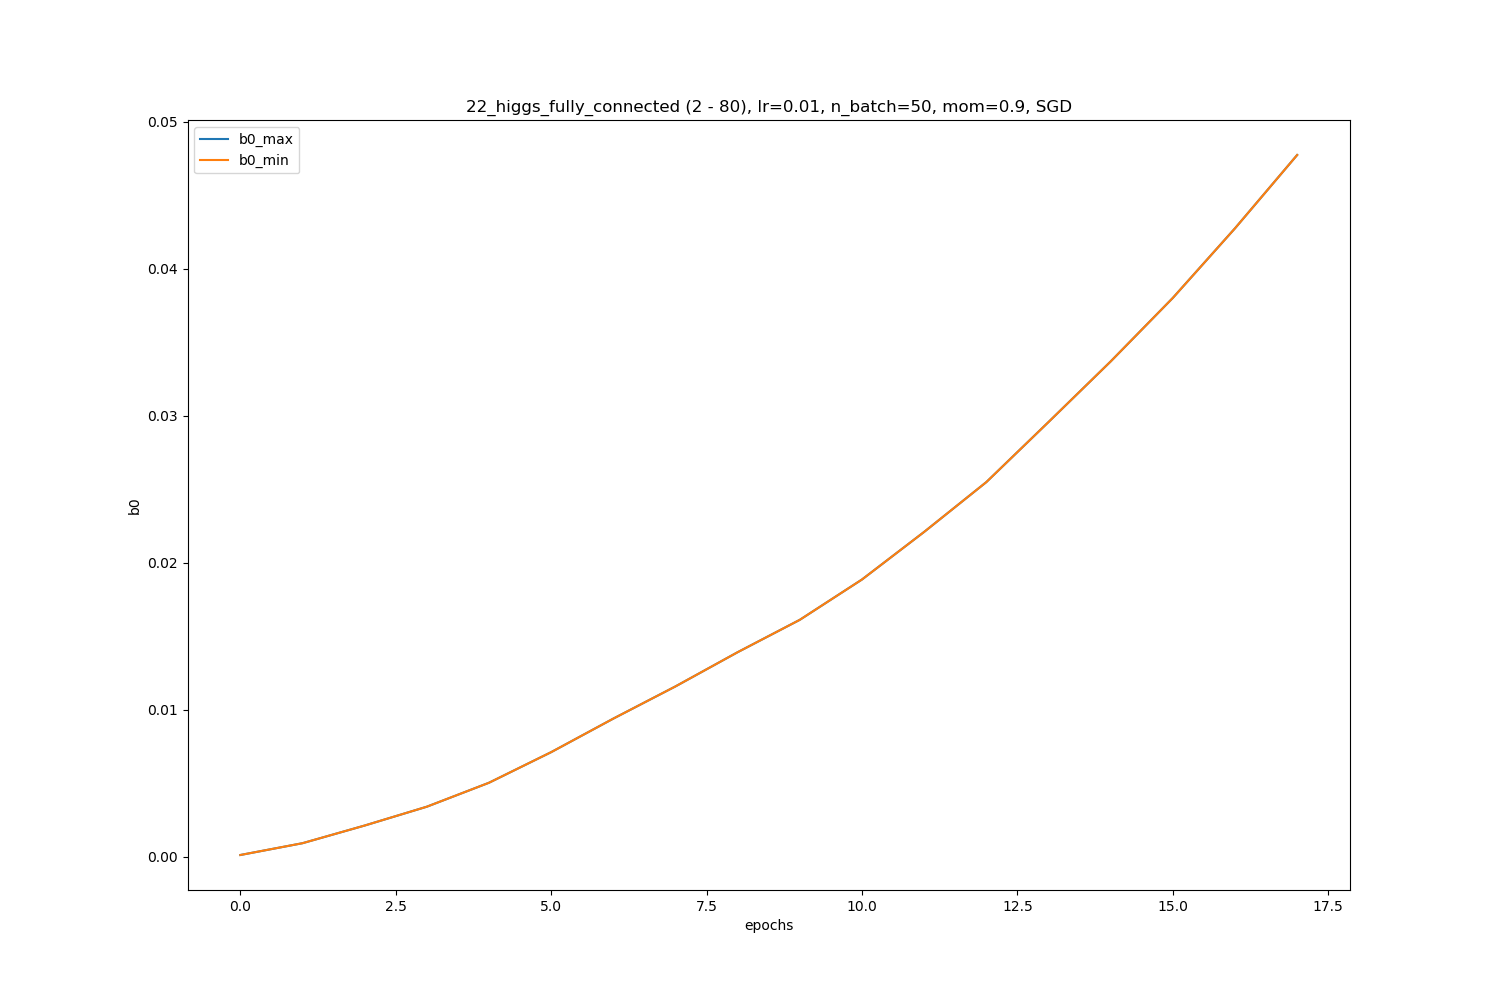 22_higgs_fully_connected (2 - 80), lr=0.01, n_batch=50, mom=0.9, SGD
b0_max
b0_min
0.05
0.04
0.03
0.02
0.01
0.00
b0
0.0 2.5 5.0 7.5 10.0 12.5 15.0 17.5
epochs